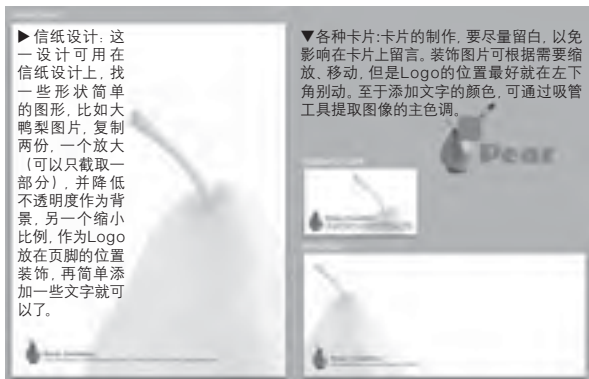 ▶信纸设计：这
一设计可用在
信纸设计上，找
一些形状简单
的图形，比如大
鸭梨图片，复制
两份，一个放大
（可以只截取一
部分），并降低
不透明度作为背
景，另一个缩小
比例，作为Logo
放在页脚的位置
装饰，再简单添
加一些文字就可
以了。
▼各种卡片:卡片的制作，要尽量留白，以免
影响在卡片上留言。装饰图片可根据需要缩
放、移动，但是Logo的位置最好就在左下
角别动。至于添加文字的颜色，可通过吸管
工具提取图像的主色调。
Pear